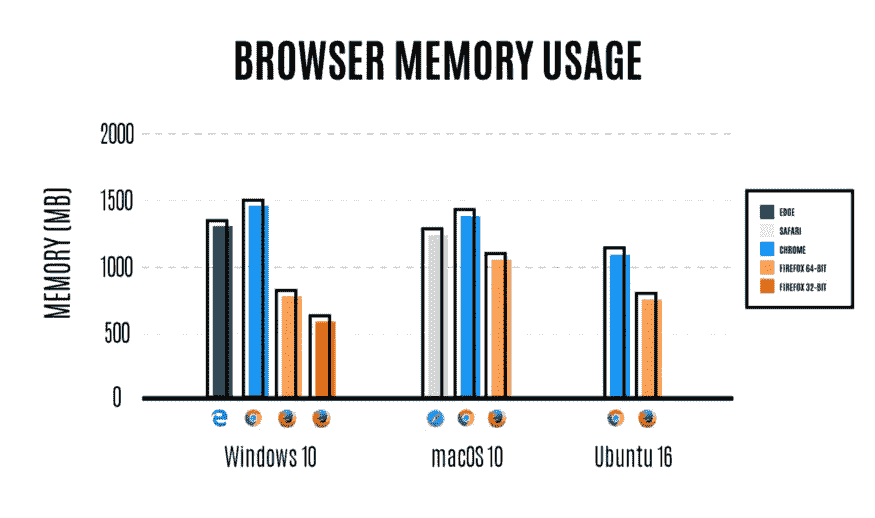 BROWSER MEMORY USAGE
MEMORY (MB)
2000
1500
1000
500
0
EDGE
SAFARI
CHROME
FIREFOX 64-BIT
FIREFOX 32-BIT
Windows 10
macOS 10
Ubuntu 16